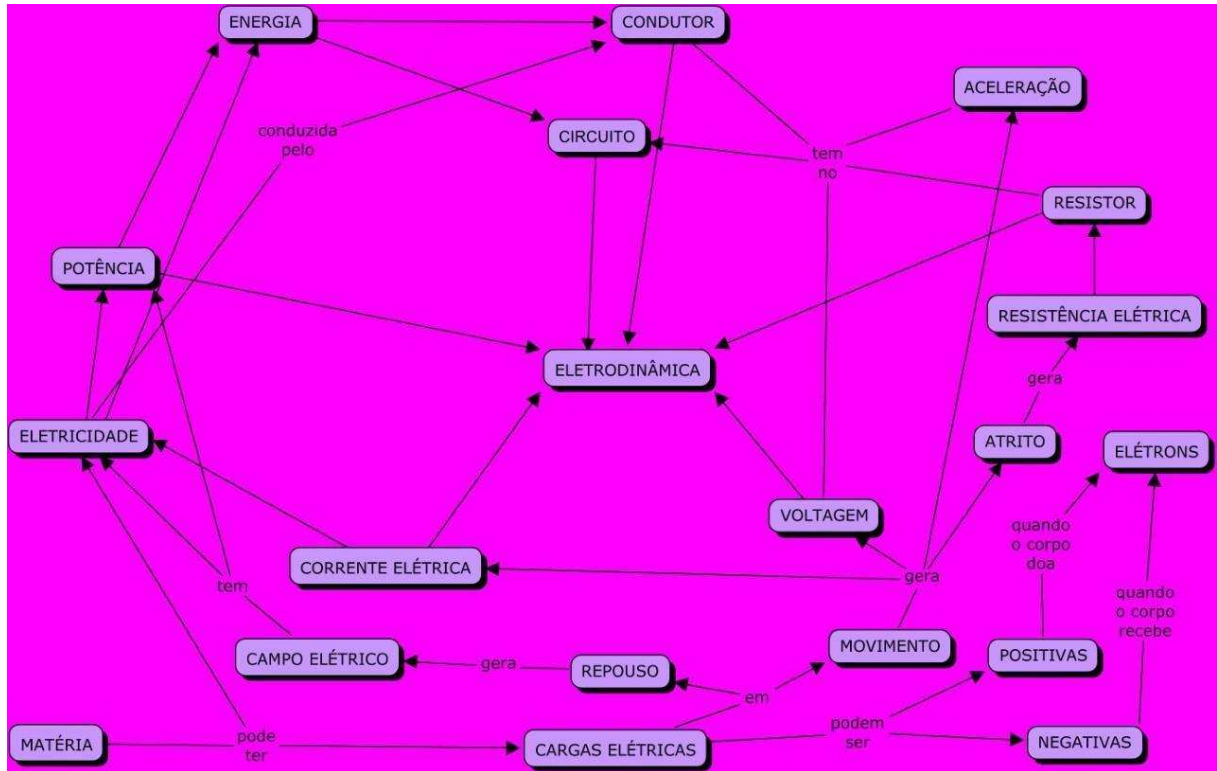 ENERGIA
CONDUTOR
ACELERAÇÃO
conduzida
pelo
CIRCUITO
tem
no
RESISTOR
POTÊNCIA
RESISTÊNCIA ELÉTRICA
ELETRODINÂMICA
gera
ELETRICIDADE
ATRITO
ELÉTRONS
VOLTAGEM
quando
o corpo
doa
CORRENTE ELÉTRICA
gera
tem
quando
o corpo
recebe
CAMPO ELÉTRICO
gera
REPOUSO
MOVIMENTO
POSITIVAS
em
MATÉRIA
pode
ter
CARGAS ELÉTRICAS
podem
ser
NEGATIVAS